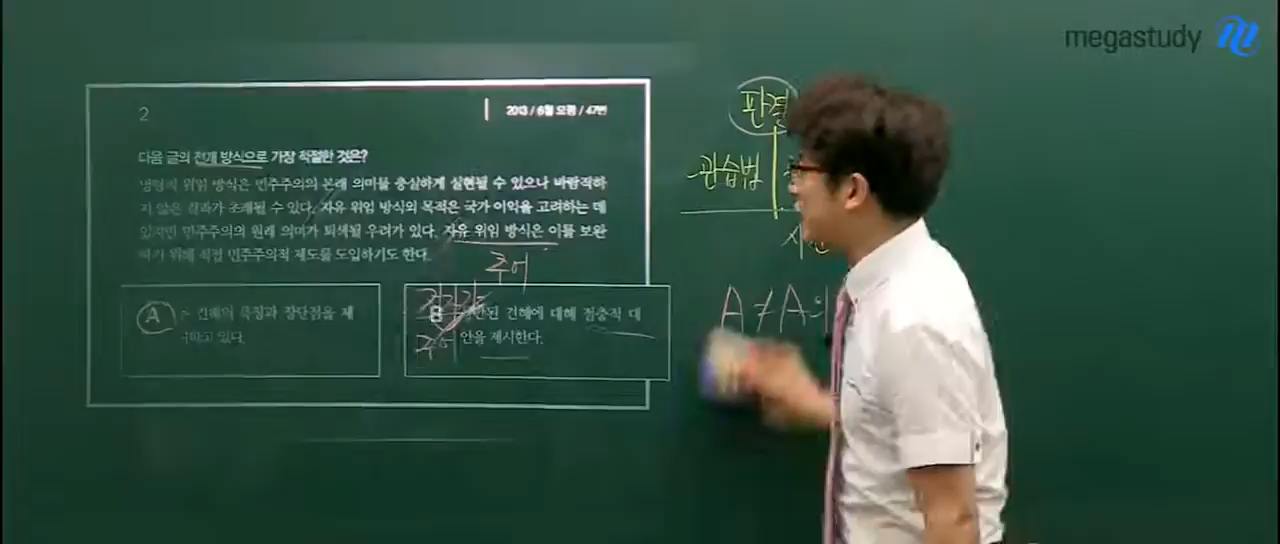 megastudy
2
2013 / 6월 모평 / 47번
다음 글의 전개 방식으로 가장 적절한 것은?
명령적 위임 방식은 민주주의의 본래 의미를 충실하게 실현될 수 있으나 바람직하
지 않은 결과가 초래될 수 있다. 자유 위임 방식의 목적은 국가 이익을 고려하는 데
있지만 민주주의의 원래 의미가 퇴색될 우려가 있다. 자유 위임 방식은 이를 보완
하기 위해 직접 민주주의적 제도를 도입하기도 한다.
주어
A 견해의 특징과 장단점을 제
하고 있다.
B 된 견해에 대해 절충적 대
안을 제시한다.
판결
관습법
A ≠ A의